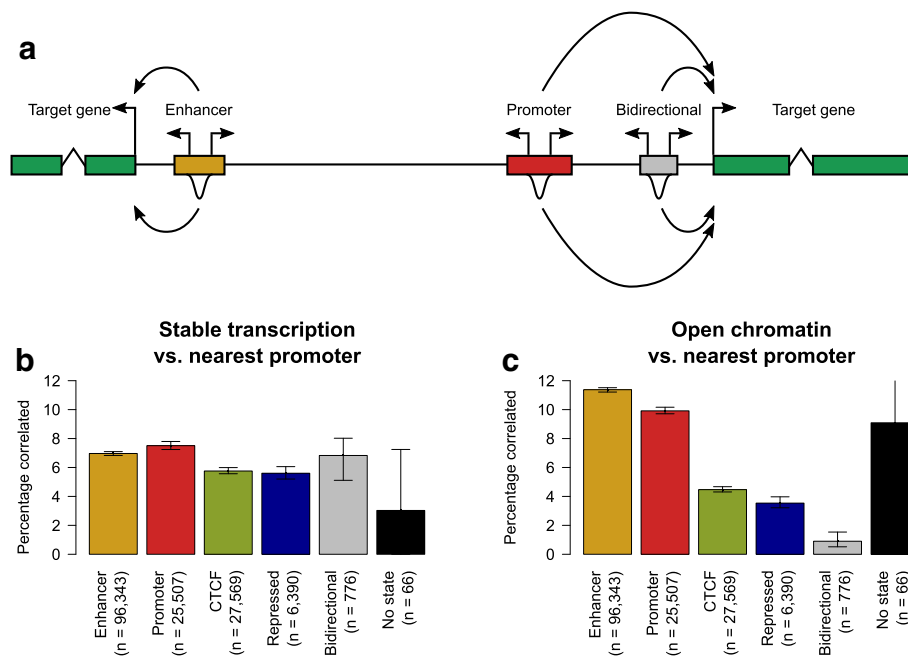 a
Target gene
Enhancer
Promoter
Bidirectional
Target gene
b
Stable transcription
vs. nearest promoter
Percentage correlated
12
10
8
6
4
2
0
Enhancer
(n = 96,343)
Promoter
(n = 25,507)
CTCF
(n = 27,569)
Repressed
(n = 6,390)
Bidirectional
(n = 776)
No state
(n = 66)
c
Open chromatin
vs. nearest promoter
Percentage correlated
12
10
8
6
4
2
0
Enhancer
(n = 96,343)
Promoter
(n = 25,507)
CTCF
(n = 27,569)
Repressed
(n = 6,390)
Bidirectional
(n = 776)
No state
(n = 66)